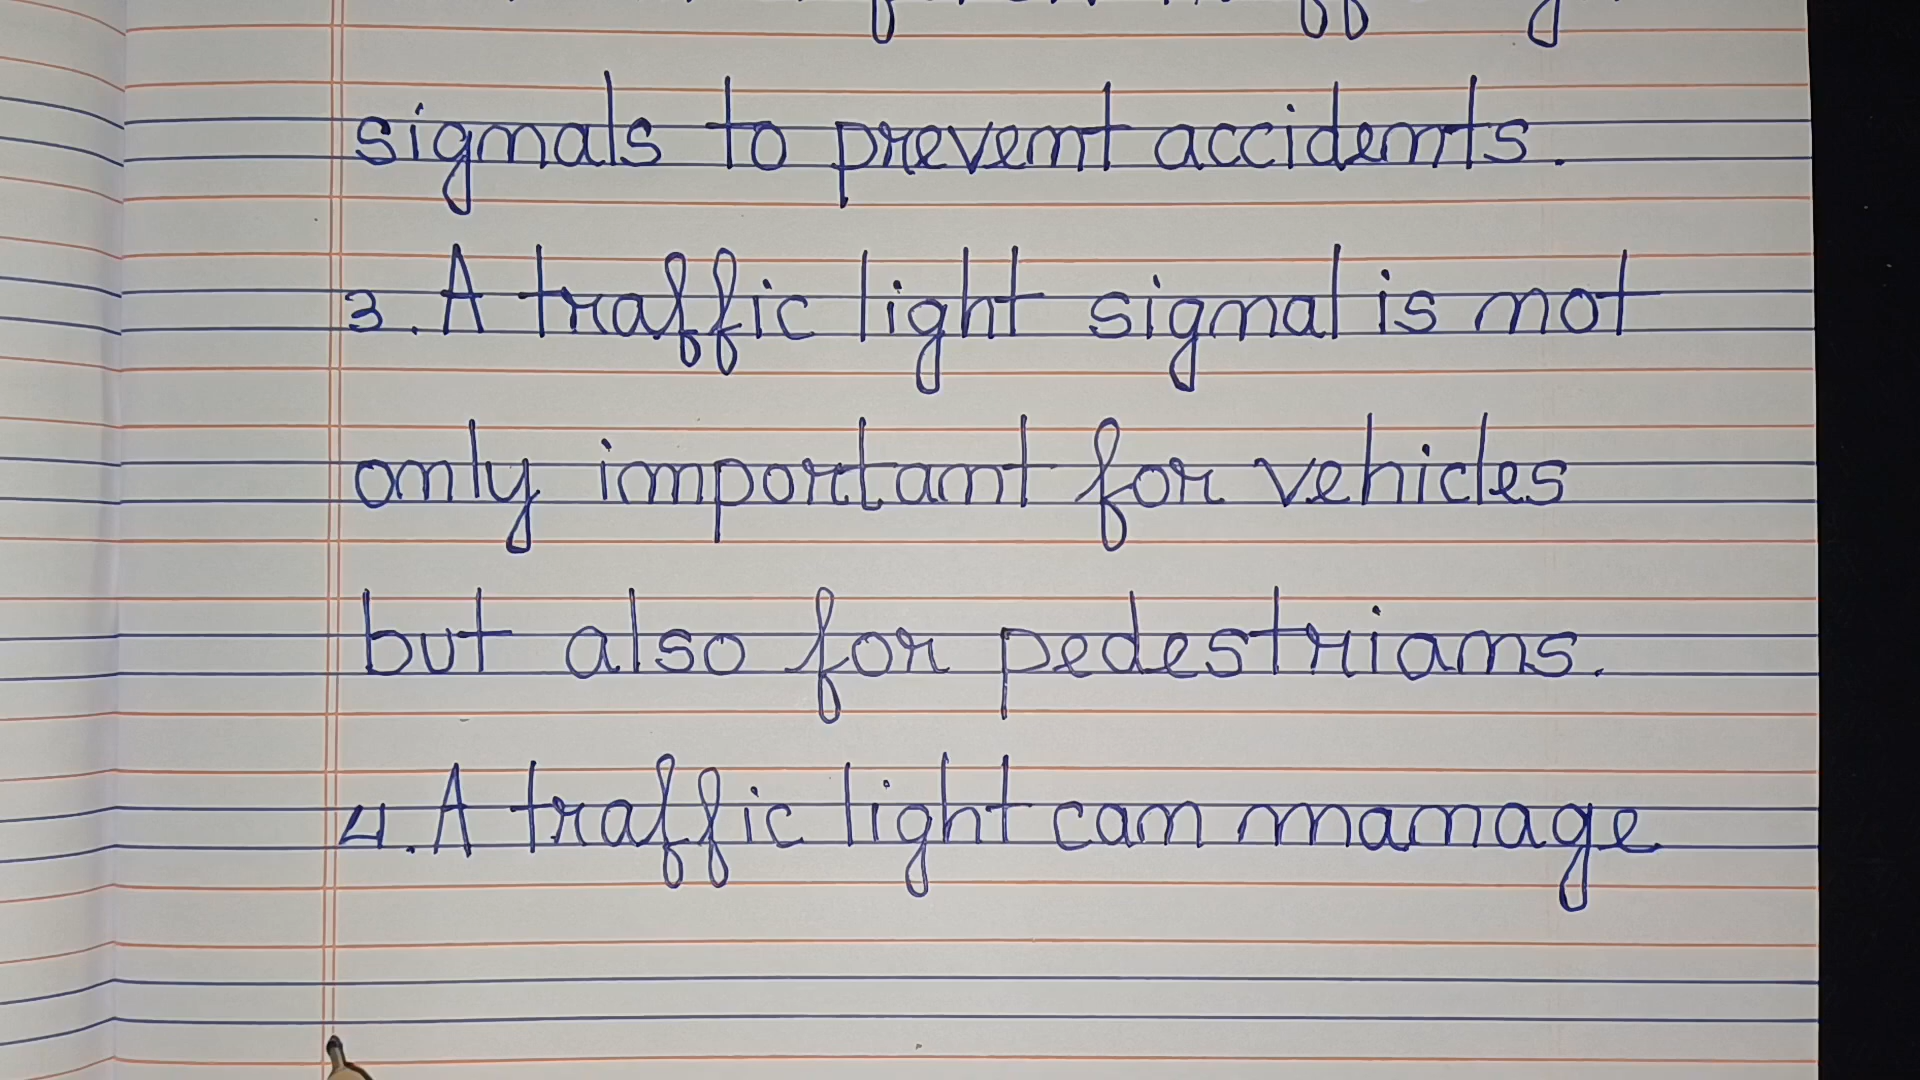 signals to prevent accidents.
3. A traffic light signal is not
only important for vehicles
but also for pedestrians.
4. A traffic light can manage